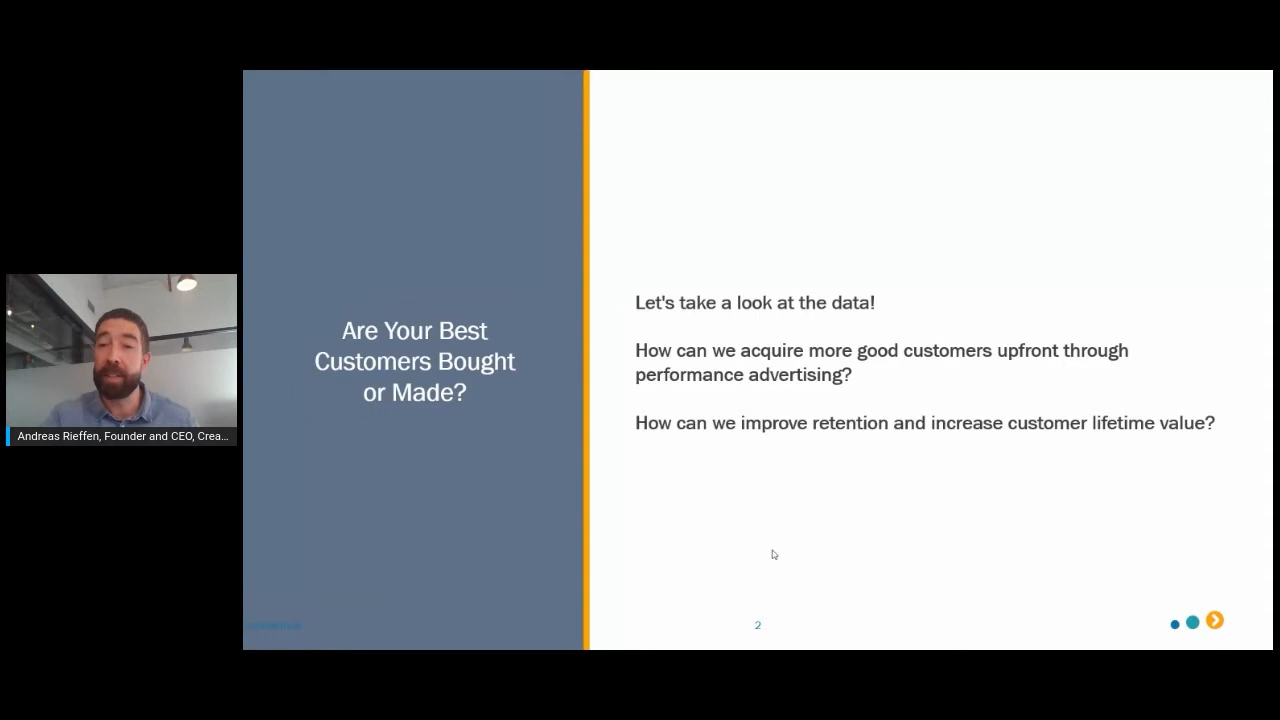 Are Your Best
Customers Bought
or Made?
Let's take a look at the data!
How can we acquire more good customers upfront through
performance advertising?
How can we improve retention and increase customer lifetime value?
Andreas Rieffen, Founder and CEO, Crea...
2